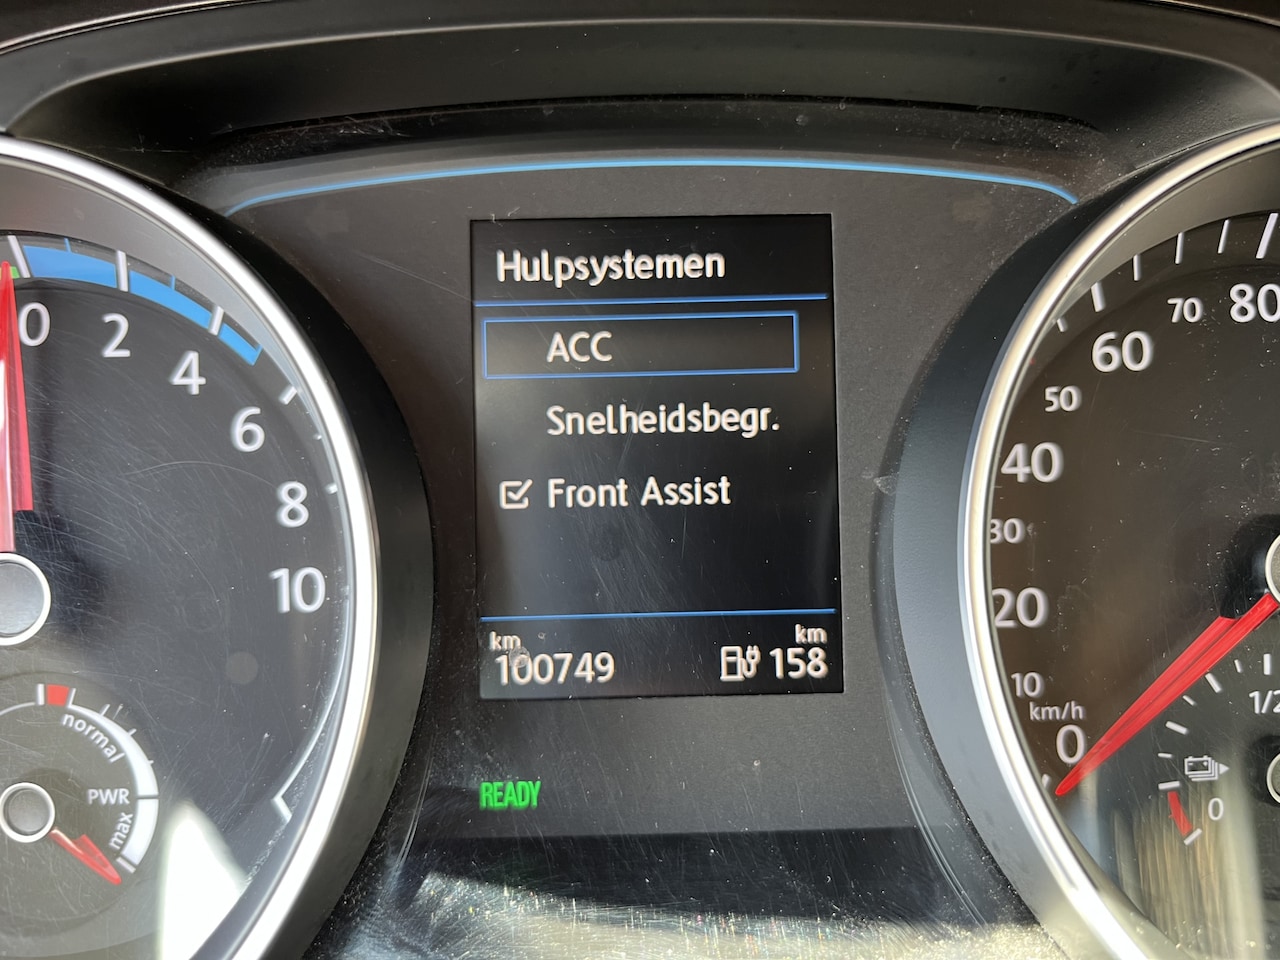 Hulpsystemen
ACC
Snelheidsbegr.
Front Assist
km
100749
km
158
READY
0
2
4
6
8
10
normal
PWR
max
80
70
60
50
40
30
20
10
km/h
0
1/2
0